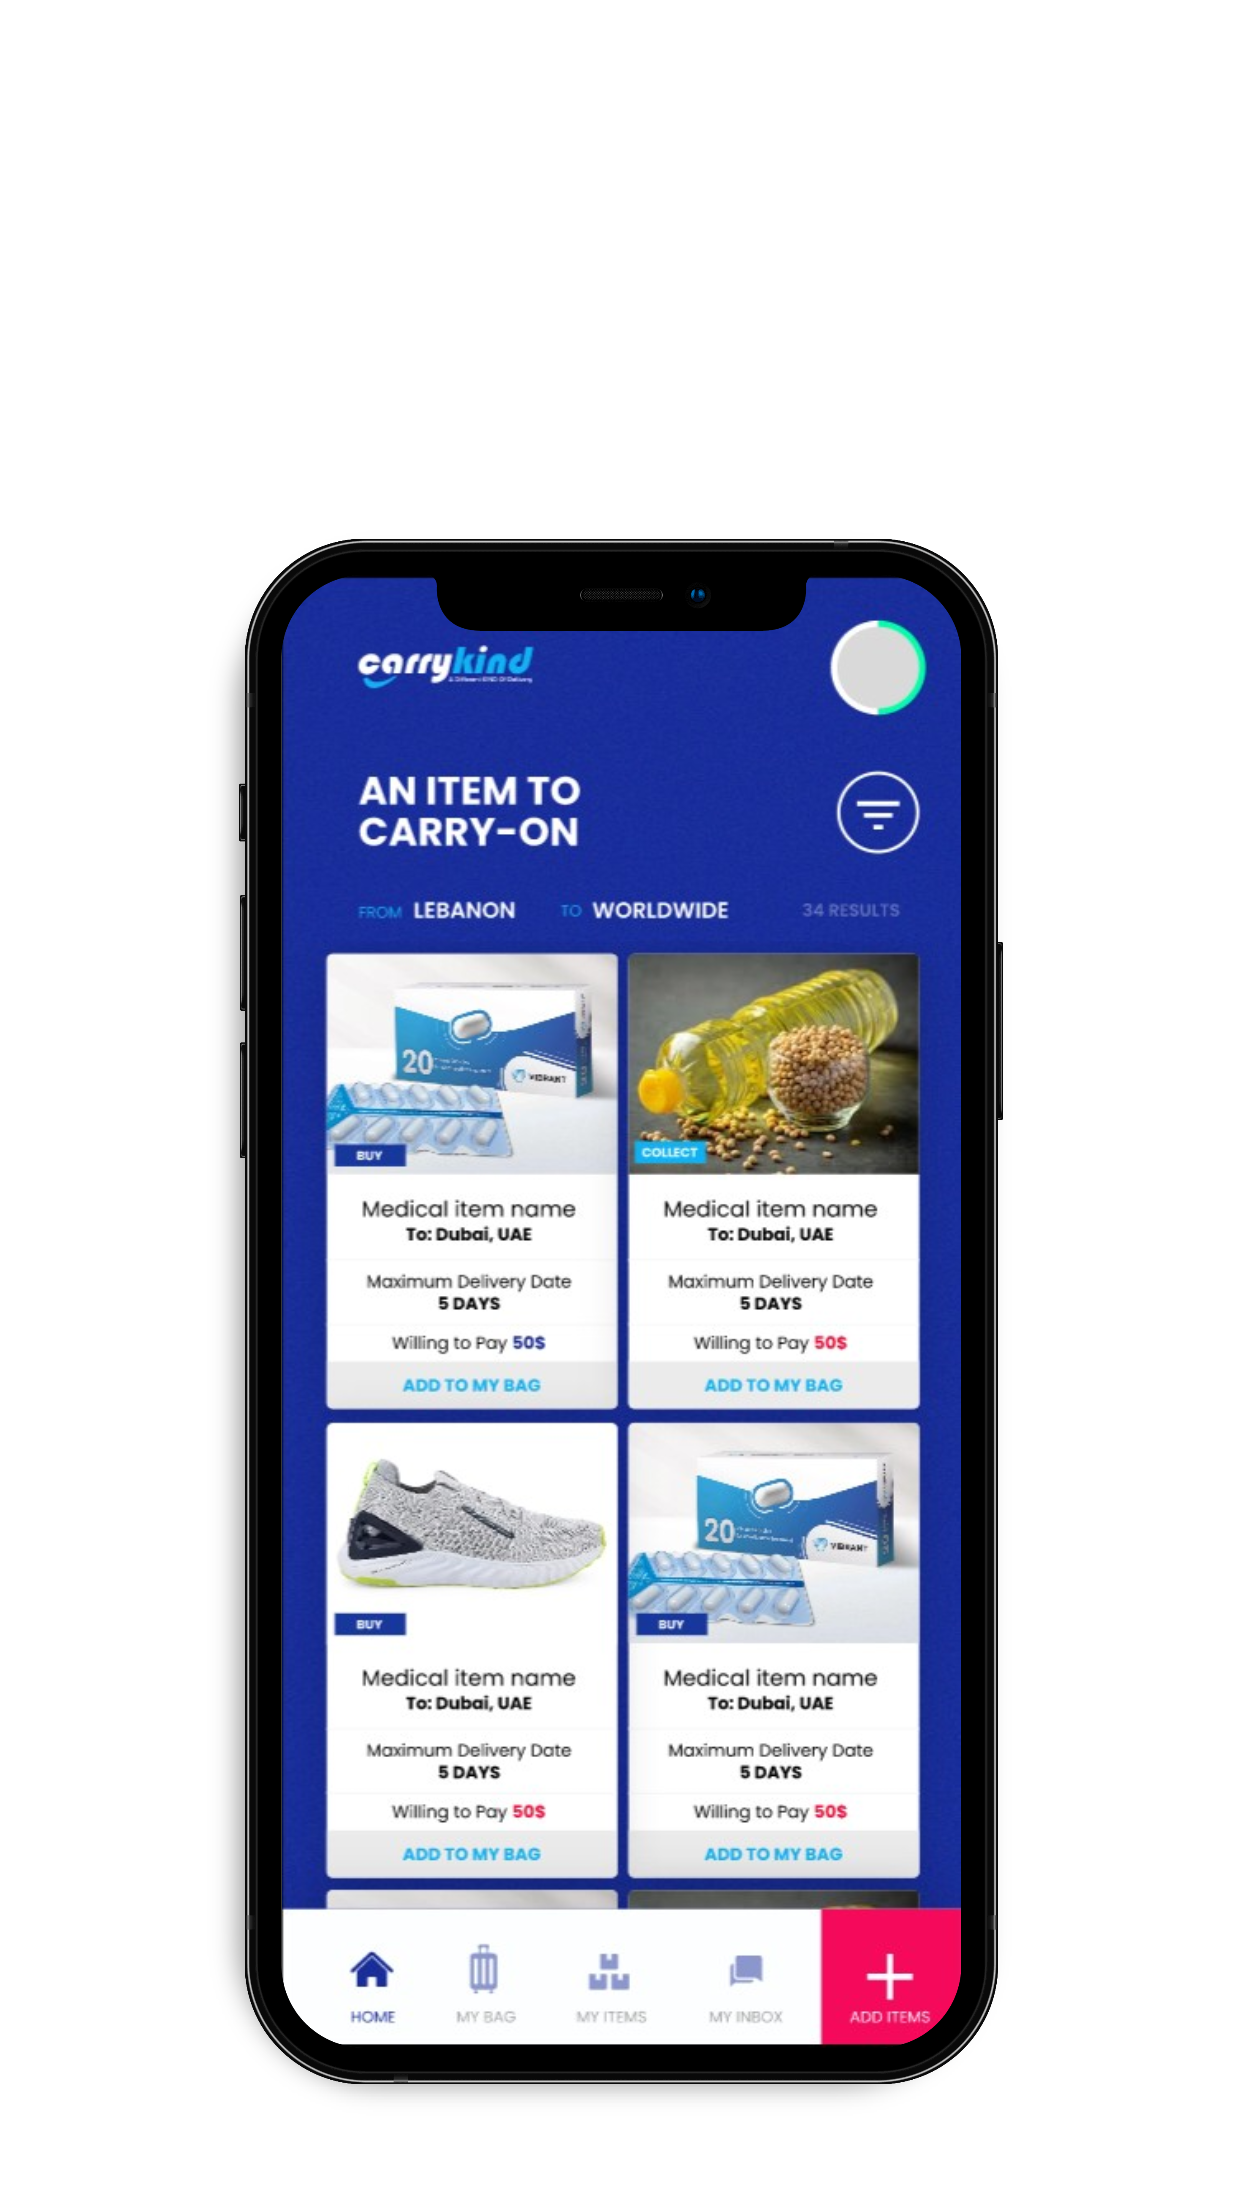 carrykind
A Different KIND Of Delivery
AN ITEM TO
CARRY-ON
FROM LEBANON TO WORLDWIDE 34 RESULTS
20
VIBRANT
BUY
COLLECT
Medical item name
To: Dubai, UAE
Maximum Delivery Date
5 DAYS
Willing to Pay 50$
ADD TO MY BAG
Medical item name
To: Dubai, UAE
Maximum Delivery Date
5 DAYS
Willing to Pay 50$
ADD TO MY BAG
BUY
20
VIBRANT
BUY
Medical item name
To: Dubai, UAE
Maximum Delivery Date
5 DAYS
Willing to Pay 50$
ADD TO MY BAG
Medical item name
To: Dubai, UAE
Maximum Delivery Date
5 DAYS
Willing to Pay 50$
ADD TO MY BAG
HOME
MY BAG
MY ITEMS
MY INBOX
ADD ITEMS